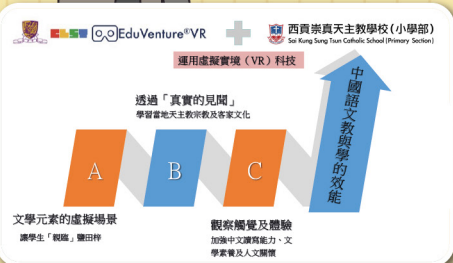 EduVenture®VR
西貢崇真天主教學校(小學部)
Sai Kung Sung Tsun Catholic School (Primary Section)
運用虛擬實境（VR）科技
透過「真實的見聞」
學習當地天主教宗教及客家文化
A
B
C
中國語文教與學的效能
文學元素的虛擬場景
讓學生「親臨」鹽田梓
觀察觸覺及體驗
加強中文讀寫能力、文
學素養及人文關懷